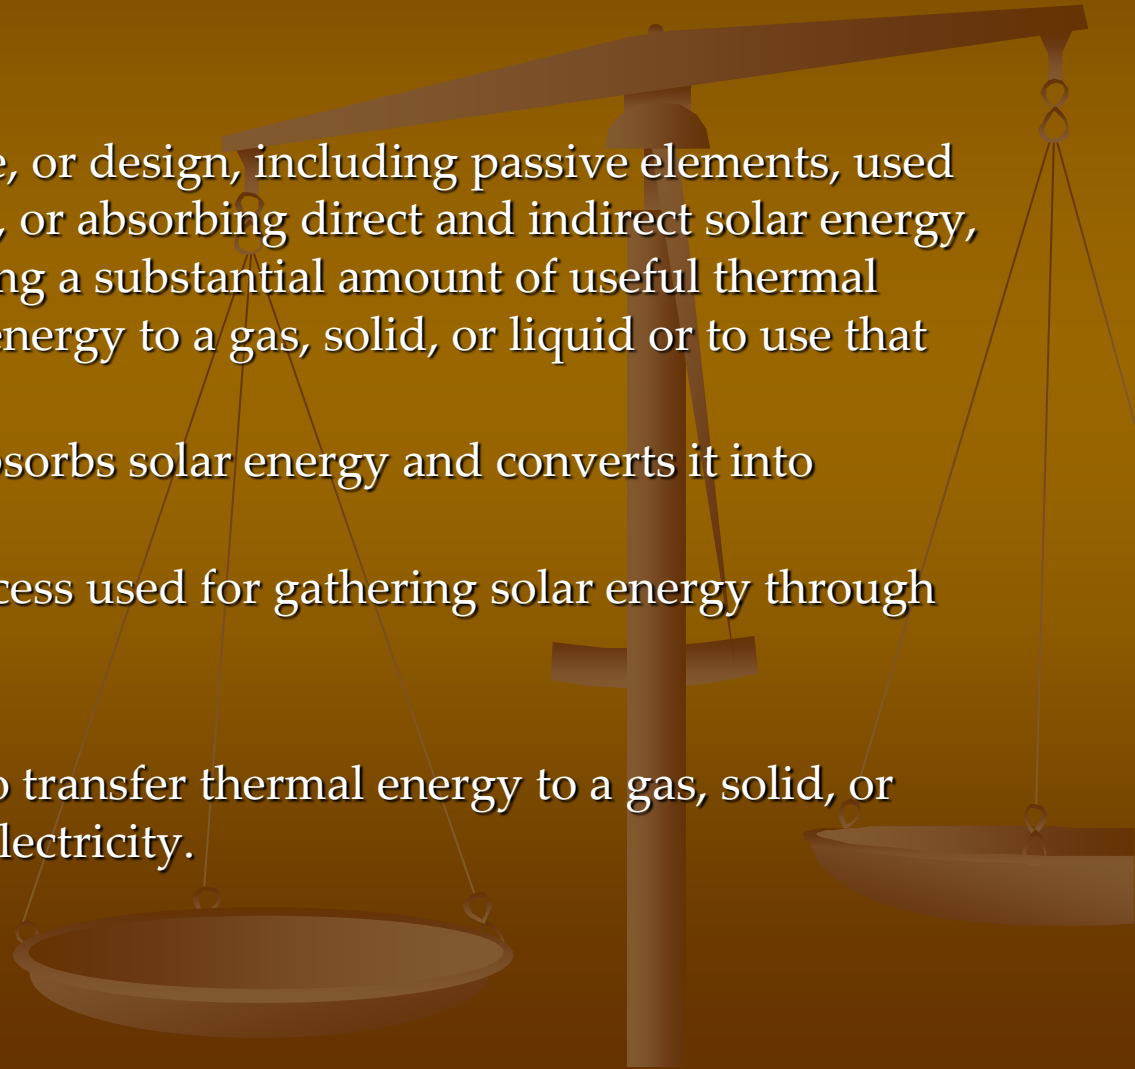 e, or design, including passive elements, used
, or absorbing direct and indirect solar energy,
ng a substantial amount of useful thermal
energy to a gas, solid, or liquid or to use that
bsorbs solar energy and converts it into
cess used for gathering solar energy through
o transfer thermal energy to a gas, solid, or
lectricity.